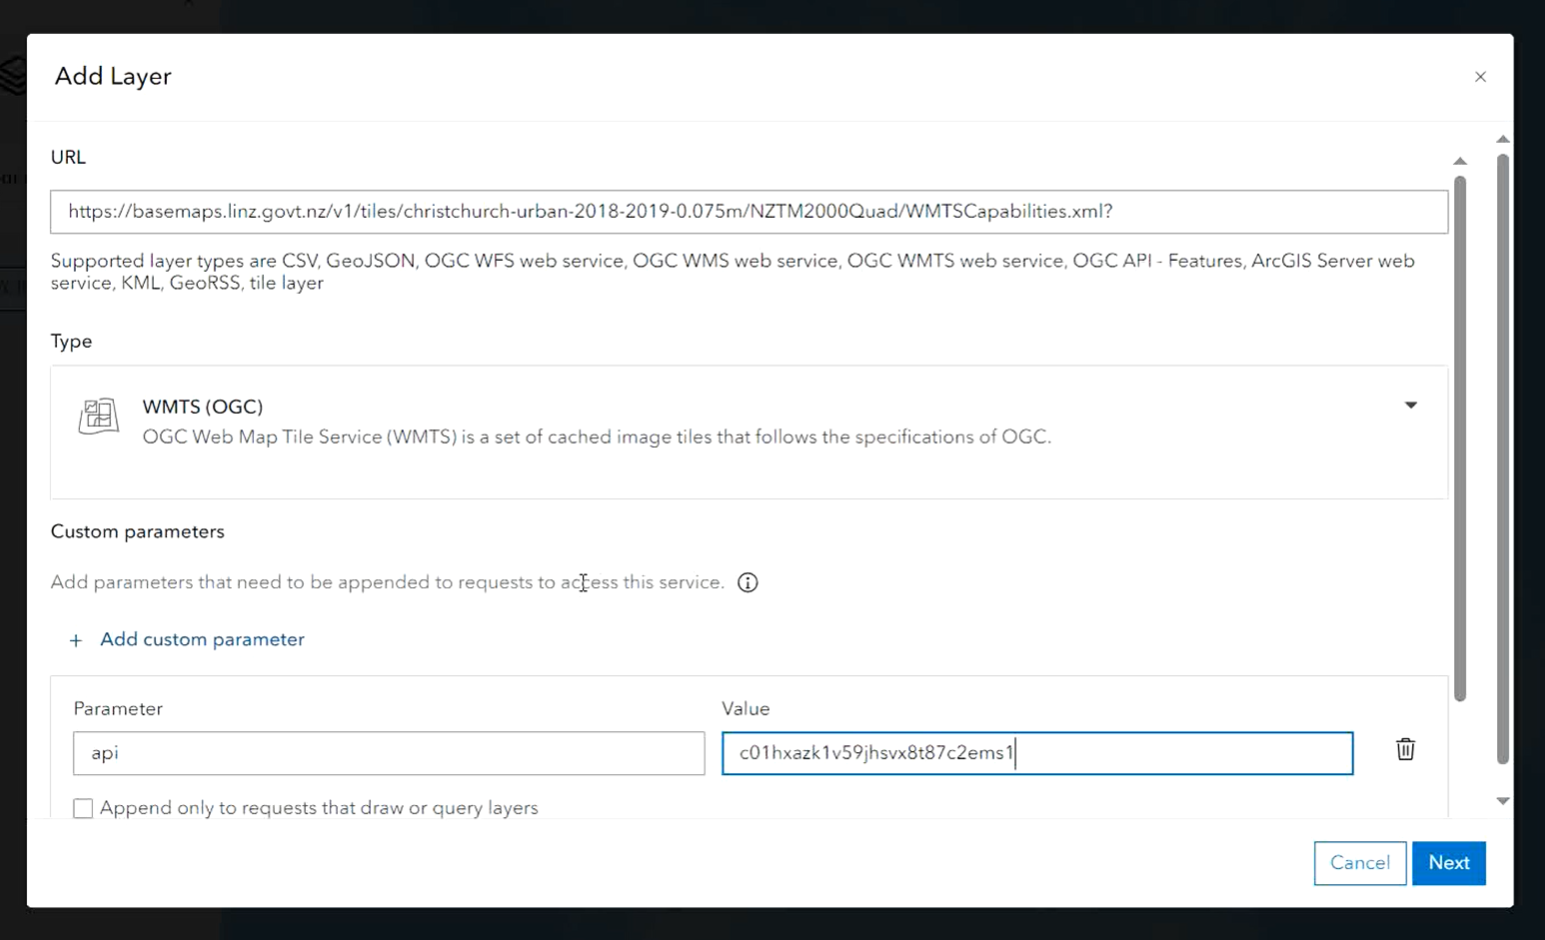 Add Layer
URL
https://basemaps.linz.govt.nz/v1/tiles/christchurch-urban-2018-2019-0.075m/NZTM2000Quad/WMTSCapabilities.xml?
Supported layer types are CSV, GeoJSON, OGC WFS web service, OGC WMS web service, OGC WMTS web service, OGC API - Features, ArcGIS Server web
service, KML, GeoRSS, tile layer
Type
WMTS (OGC)
OGC Web Map Tile Service (WMTS) is a set of cached image tiles that follows the specifications of OGC.
Custom parameters
Add parameters that need to be appended to requests to access this service.
+ Add custom parameter
Parameter Value
api c01hxazk1v59jhsvx8t87c2ems1
Append only to requests that draw or query layers
Cancel Next